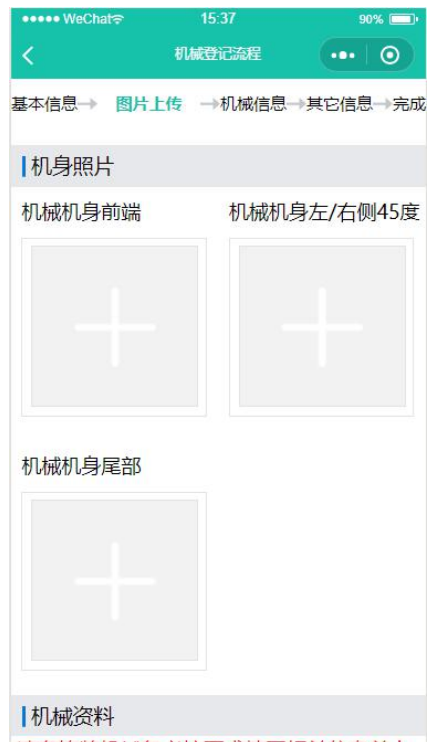 ●●●●● WeChat 15:37 90%
机械登记流程
基本信息→ 图片上传 →机械信息→其它信息→完成
机身照片
机械机身前端 机械机身左/右侧45度
机械机身尾部
机械资料